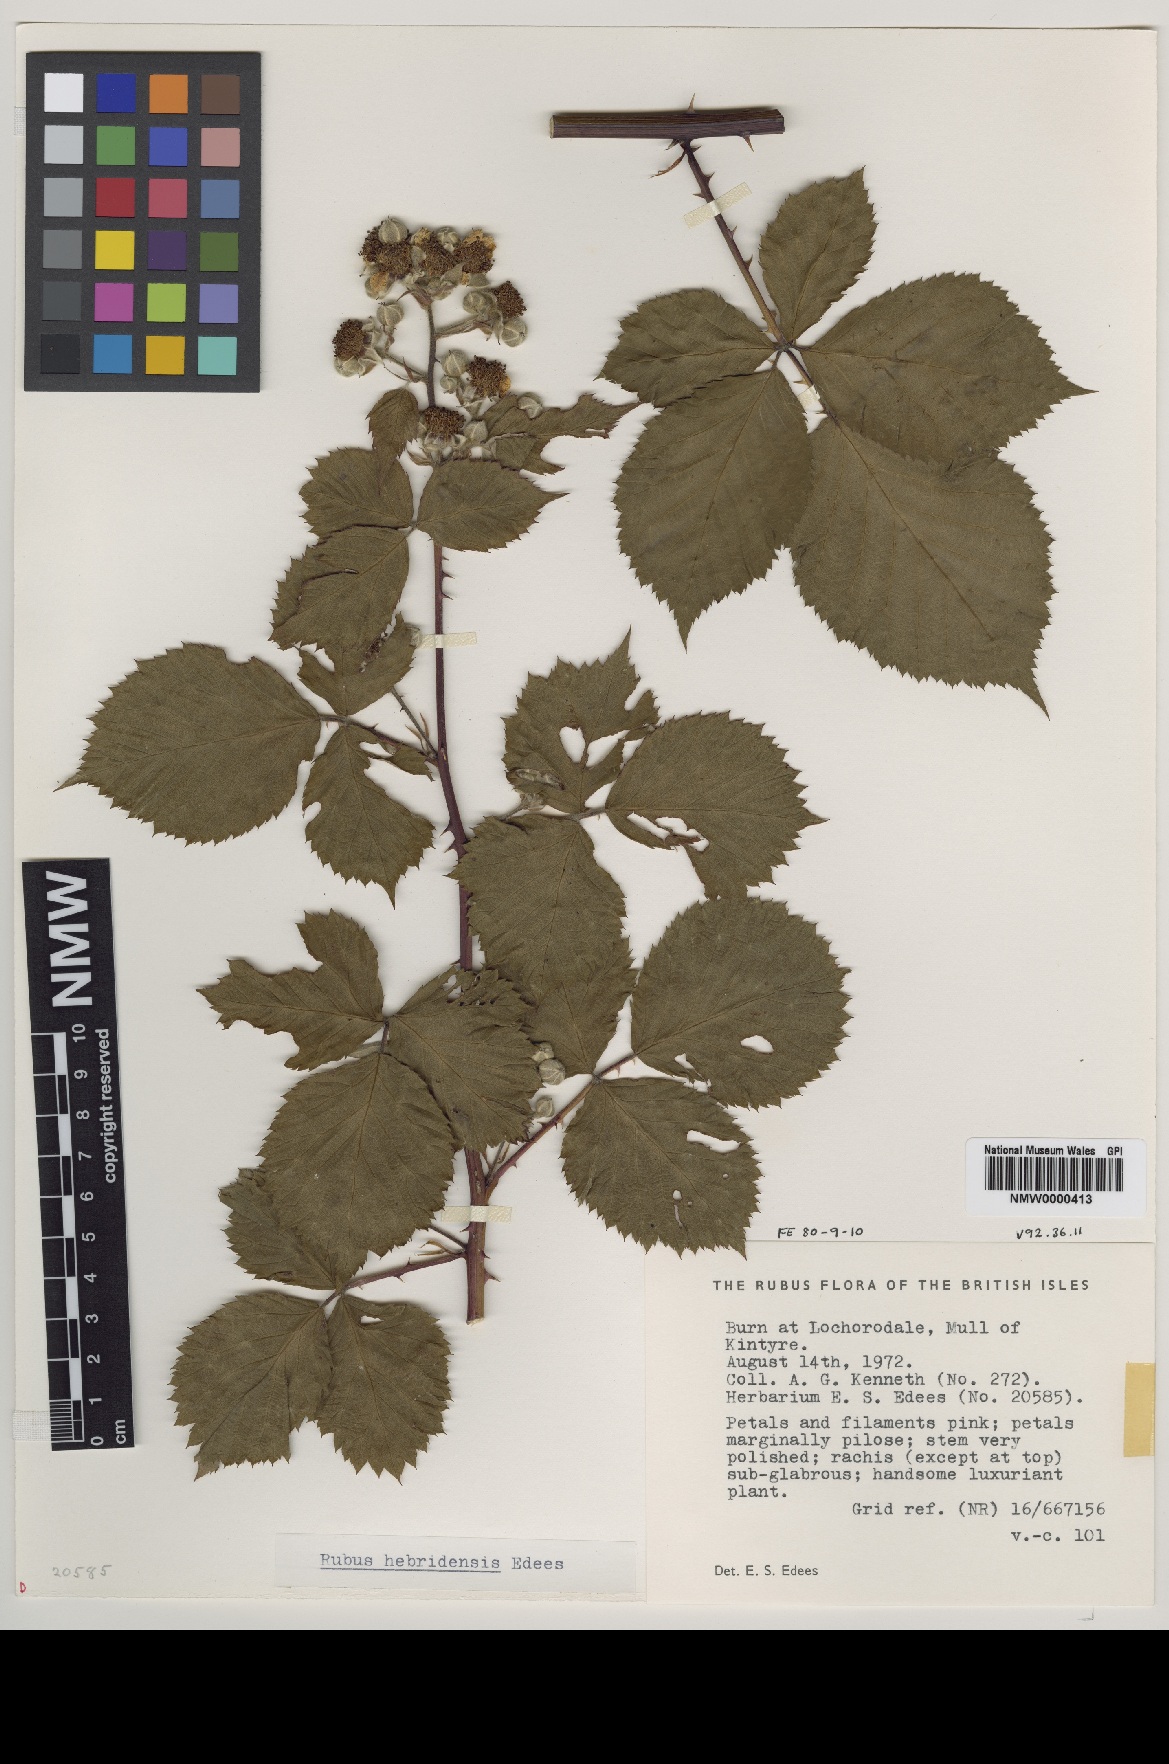 NMW
0 1 2 3 4 5 6 7 8 9 10
cm
copyright reserved
National Museum Wales GPI
NMW0000413
FE 80-9-10
V92.36.11
THE RUBUS FLORA OF THE BRITISH ISLES
Burn at Lochorodale, Mull of
Kintyre.
August 14th, 1972.
Coll. A. G. Kenneth (No. 272).
Herbarium E. S. Edees (No. 20585).
Petals and filaments pink; petals
marginally pilose; stem very
polished; rachis (except at top)
sub-glabrous; handsome luxuriant
plant.
Grid ref. (NR) 16/667156
v.-c. 101
Det. E. S. Edees
Rubus hebridensis Edees
20585
D